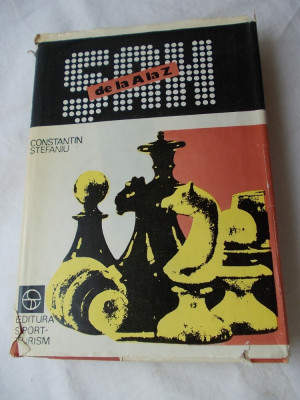 ŞAH
de la A la Z
CONSTANTIN
ŞTEFANIU
EDITURA
SPORT-
TURISM